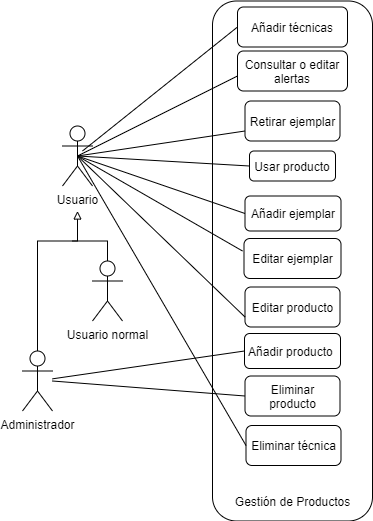 Añadir técnicas
Consultar o editar
alertas
Retirar ejemplar
Usar producto
Usuario
Añadir ejemplar
Editar ejemplar
Editar producto
Usuario normal
Añadir producto
Eliminar
producto
Administrador
Eliminar técnica
Gestión de Productos